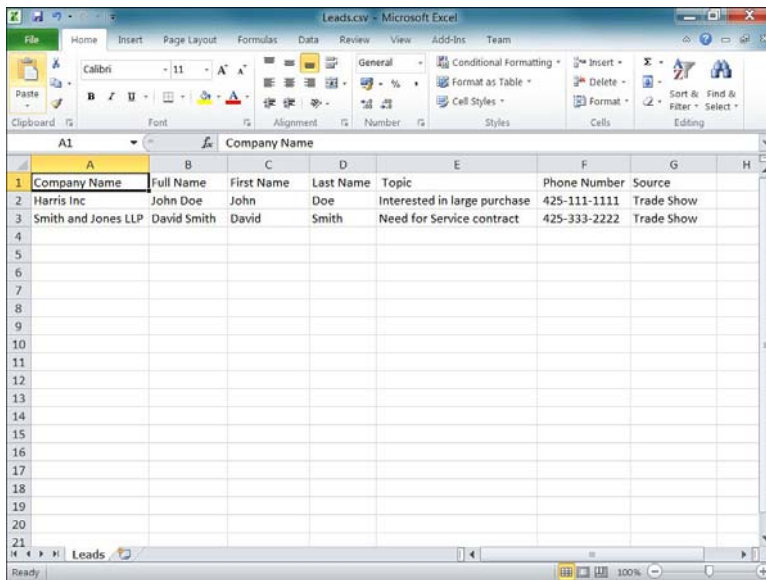 Leads.csv - Microsoft Excel
File Home Insert Page Layout Formulas Data Review View Add-Ins Team
Paste
Calibri 11 A A
B I U A
General
% ,
Conditional Formatting
Format as Table
Cell Styles
Insert
Delete
Format
Σ
Sort & Filter
Find & Select
Clipboard Font Alignment Number Styles Cells Editing
A1 fx Company Name
A B C D E F G H
1 Company Name Full Name First Name Last Name Topic Phone Number Source
2 Harris Inc John Doe John Doe Interested in large purchase 425-111-1111 Trade Show
3 Smith and Jones LLP David Smith David Smith Need for Service contract 425-333-2222 Trade Show
4
5
6
7
8
9
10
11
12
13
14
15
16
17
18
19
20
21
Leads
Ready 100%